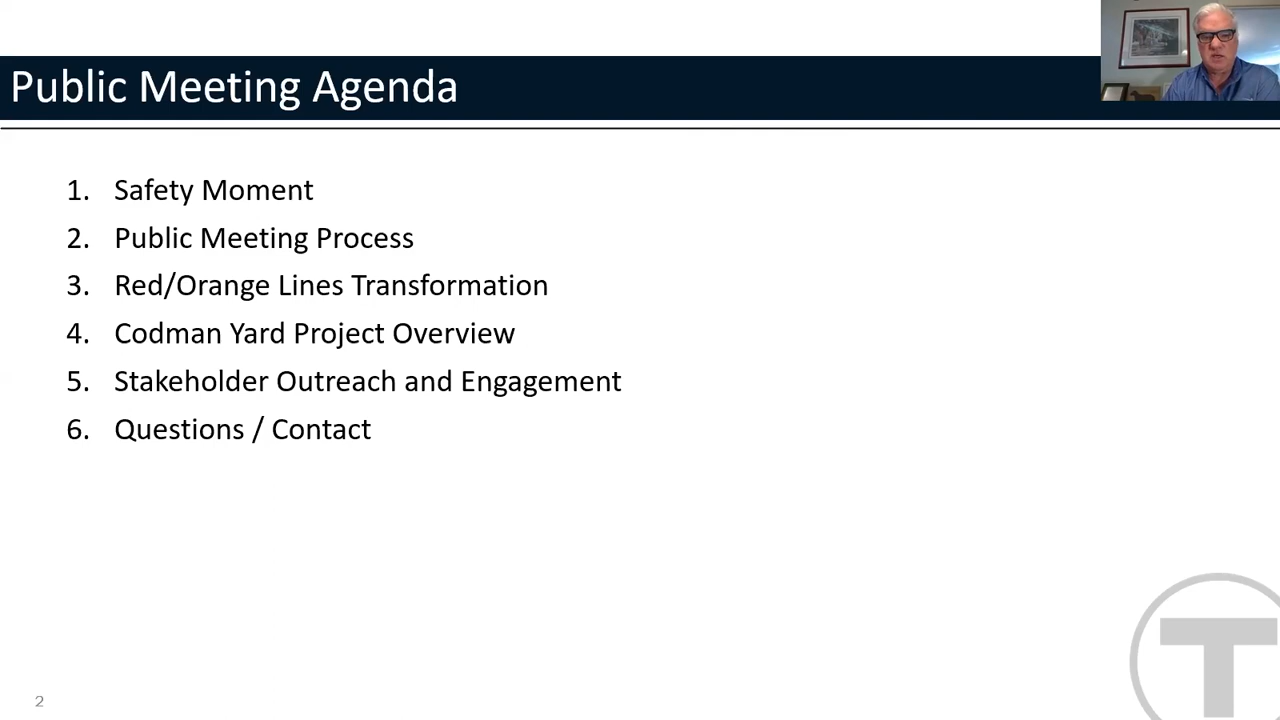 Public Meeting Agenda
1. Safety Moment
2. Public Meeting Process
3. Red/Orange Lines Transformation
4. Codman Yard Project Overview
5. Stakeholder Outreach and Engagement
6. Questions / Contact
T
2